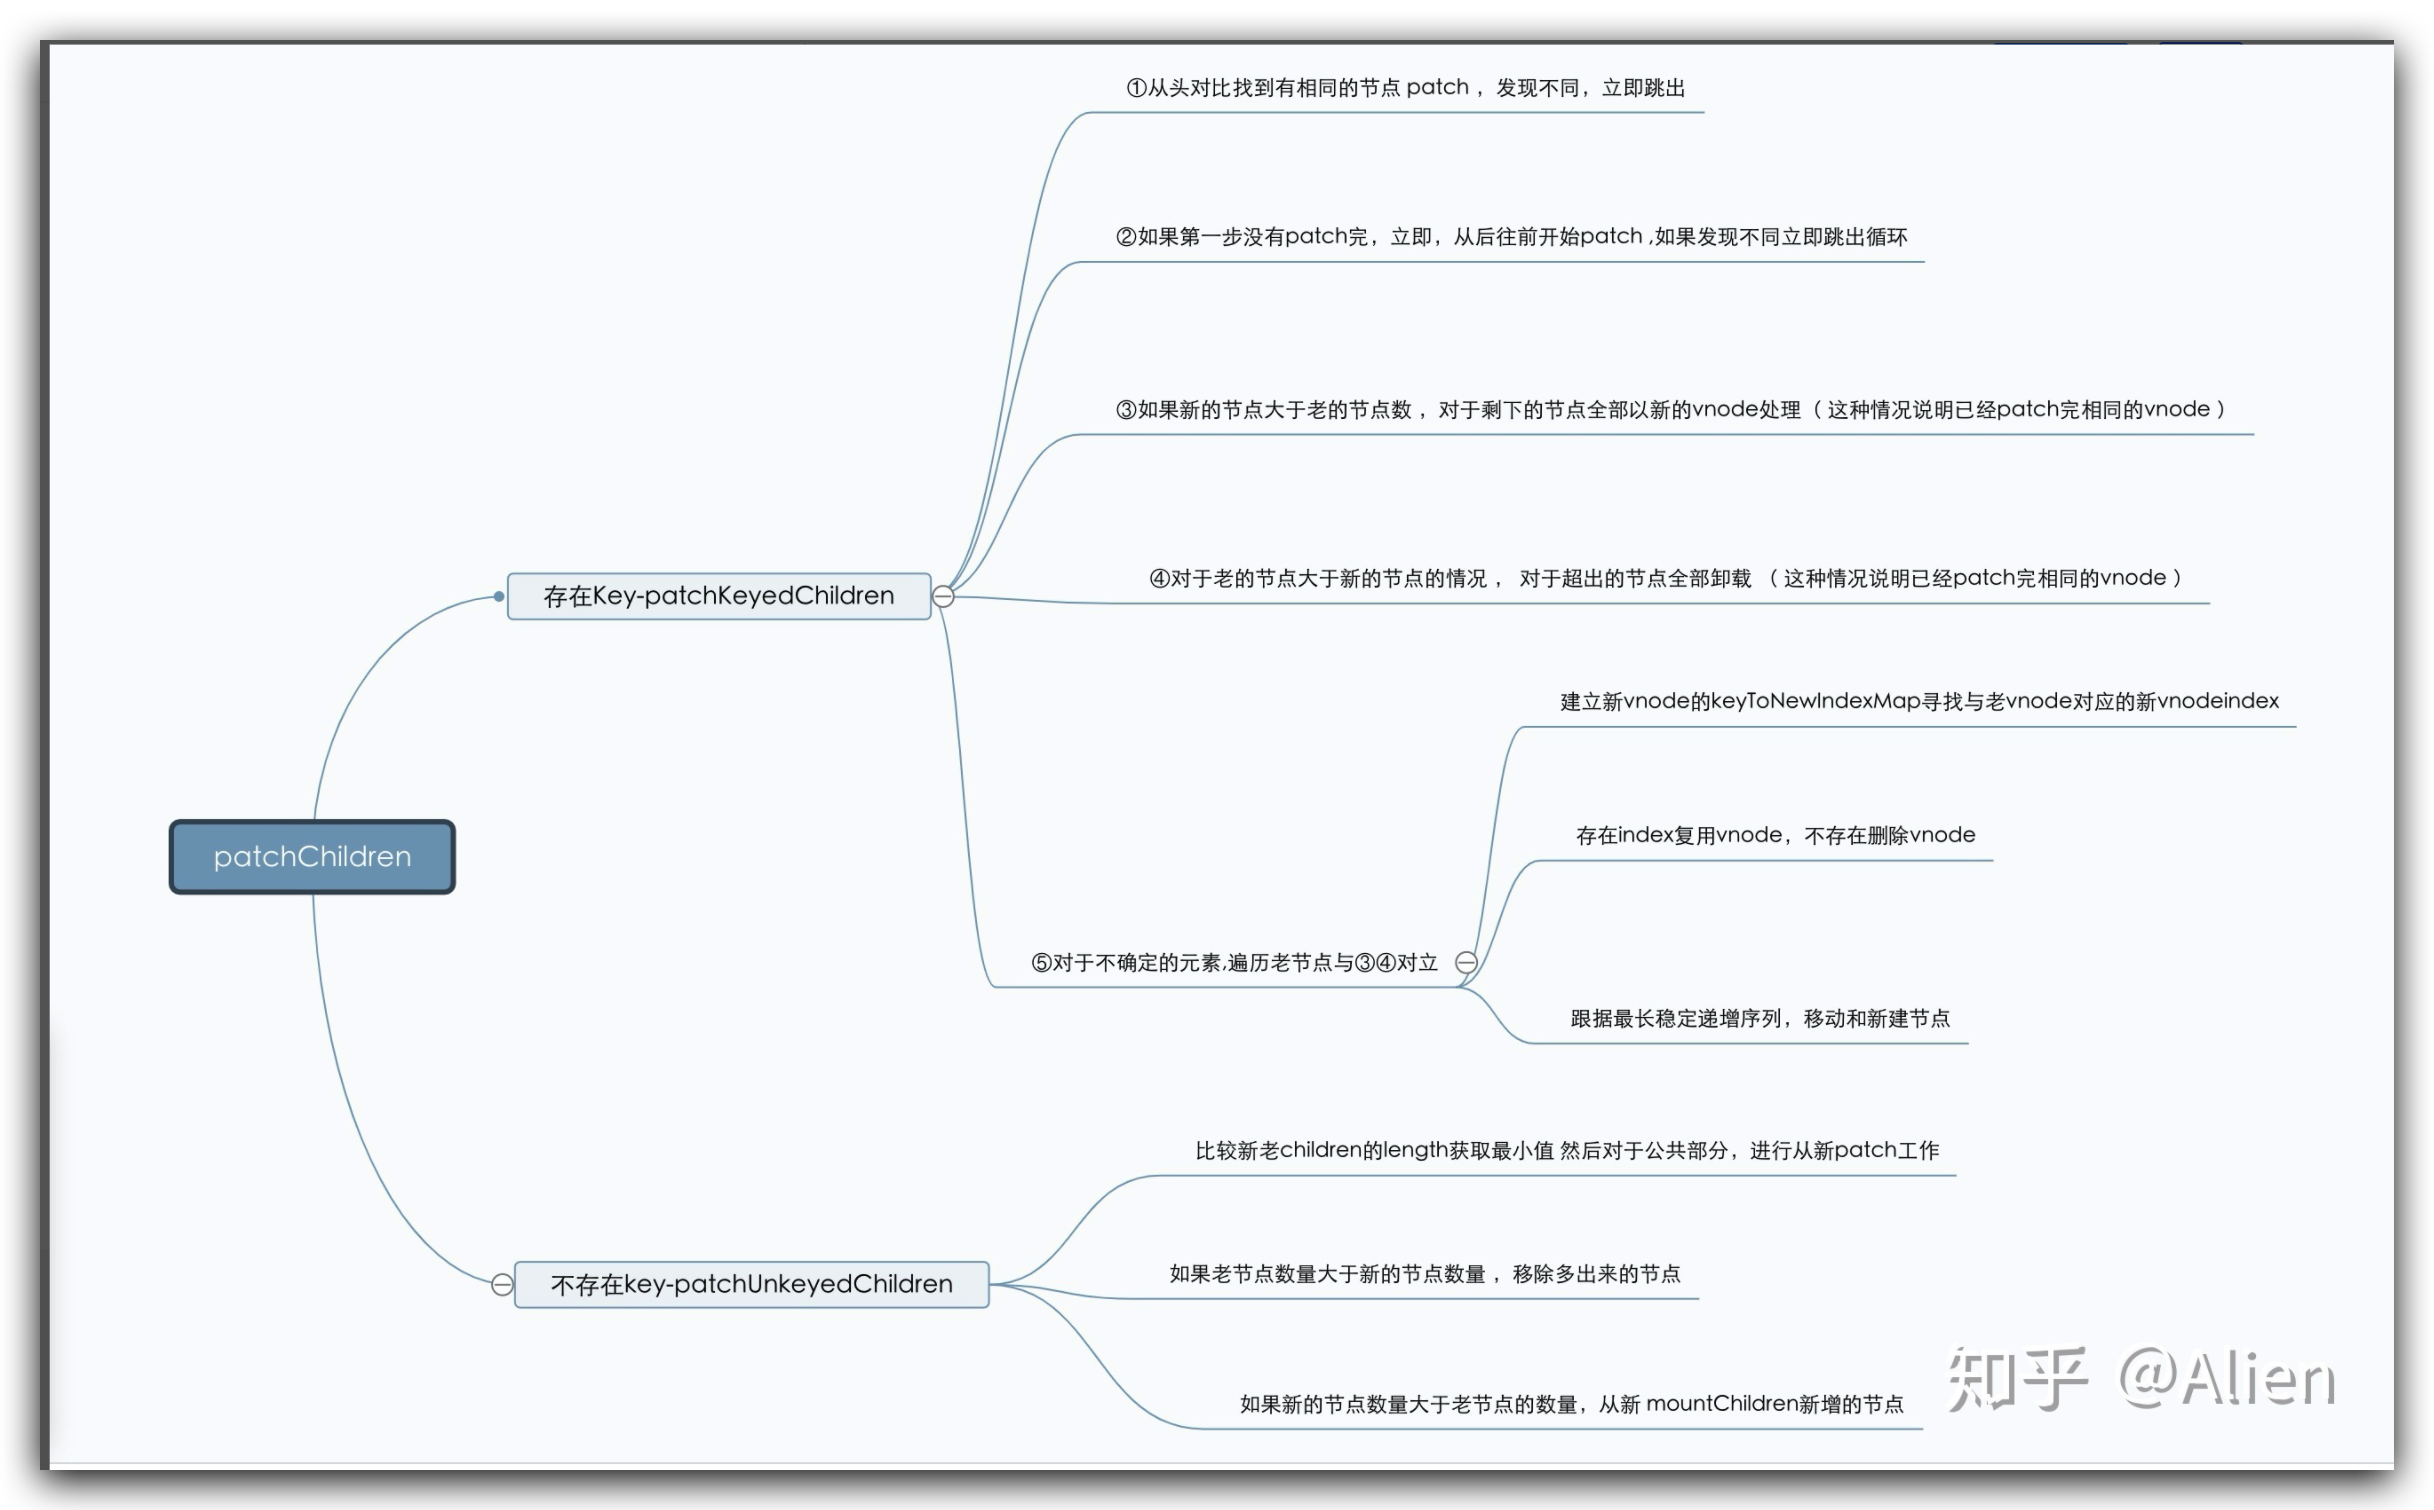 ①从头对比找到有相同的节点 patch ，发现不同，立即跳出
②如果第一步没有patch完，立即，从后往前开始patch ,如果发现不同立即跳出循环
③如果新的节点大于老的节点数 ，对于剩下的节点全部以新的vnode处理（ 这种情况说明已经patch完相同的vnode ）
存在Key-patchKeyedChildren
④对于老的节点大于新的节点的情况 ， 对于超出的节点全部卸载 （ 这种情况说明已经patch完相同的vnode ）
建立新vnode的keyToNewIndexMap寻找与老vnode对应的新vnodeindex
存在index复用vnode，不存在删除vnode
patchChildren
⑤对于不确定的元素,遍历老节点与③④对立
跟据最长稳定递增序列，移动和新建节点
比较新老children的length获取最小值 然后对于公共部分，进行从新patch工作
不存在key-patchUnkeyedChildren
如果老节点数量大于新的节点数量 ，移除多出来的节点
如果新的节点数量大于老节点的数量，从新 mountChildren新增的节点
知乎 @Alien